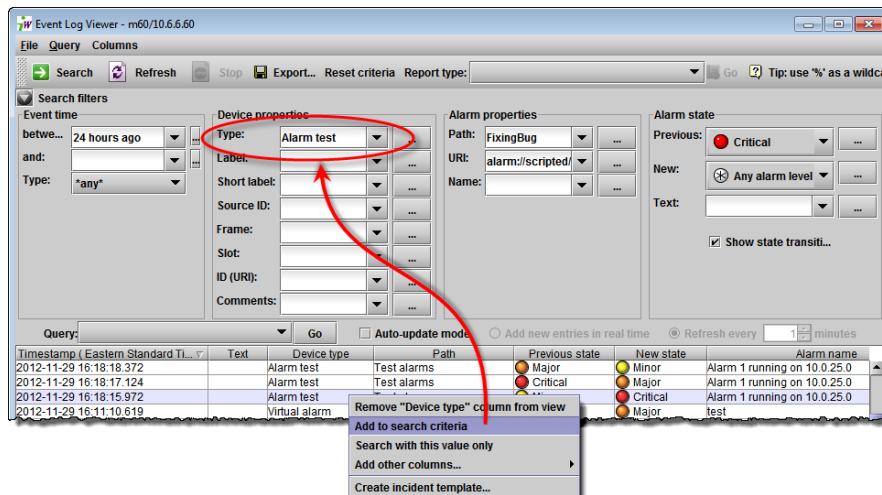 Event Log Viewer - m60/10.6.6.60
File Query Columns
Search Refresh Stop Export... Reset criteria Report type: Go Tip: use '%' as a wildca
Search filters
Event time Device properties Alarm properties Alarm state
betwe... 24 hours ago ... Type: Alarm test ... Path: FixingBug ... Previous: Critical ...
and: ... Label: ... URI: alarm://scripted/ ... New: Any alarm level ...
Type: *any* Short label: ... Name: ... Text: ...
Source ID: ...
Frame: ...
Slot: ... Show state transiti...
ID (URI): ...
Comments: ...
Query: Go Auto-update mode Add new entries in real time Refresh every 1 minutes
Timestamp ( Eastern Standard Ti... Text Device type Path Previous state New state Alarm name
2012-11-29 16:18:18.372 Alarm test Test alarms Major Minor Alarm 1 running on 10.0.25.0
2012-11-29 16:18:17.124 Alarm test Test alarms Critical Major Alarm 1 running on 10.0.25.0
2012-11-29 16:18:15.972 Alarm test Critical Alarm 1 running on 10.0.25.0
2012-11-29 16:11:10.619 Virtual alarm Major test
Remove "Device type" column from view
Add to search criteria
Search with this value only
Add other columns...
Create incident template...